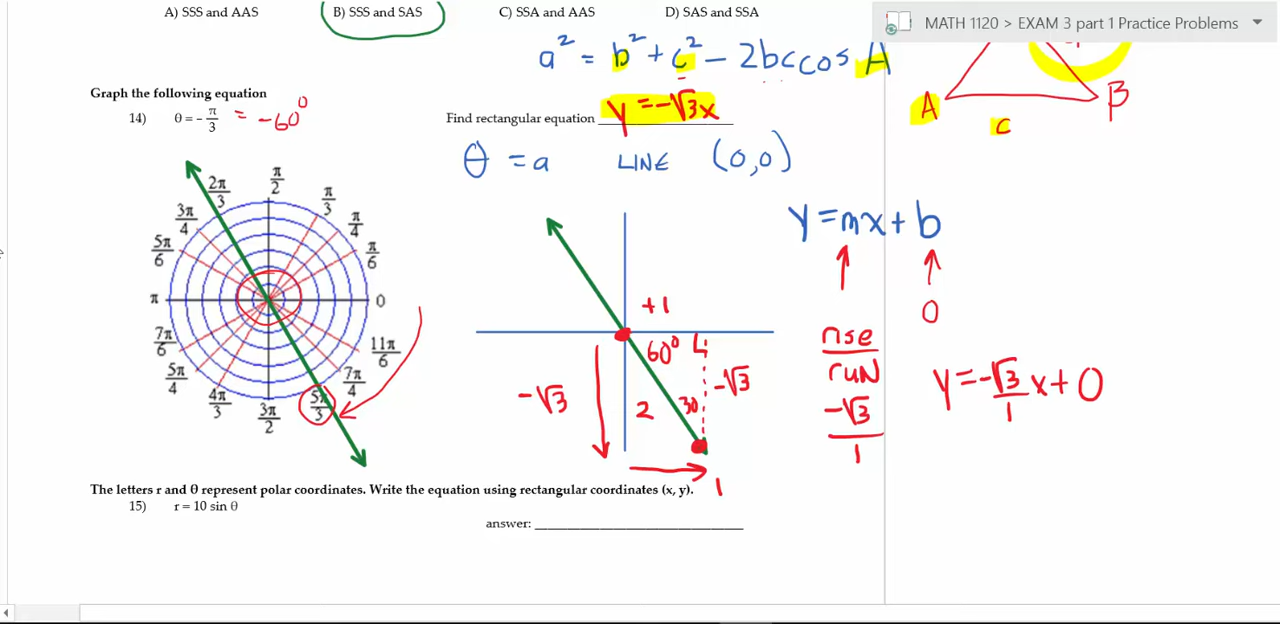 A) SSS and AAS B) SSS and SAS C) SSA and AAS D) SAS and SSA
MATH 1120 > EXAM 3 part 1 Practice Problems
a² = b² + c² - 2bc cos A
A
c
B
Graph the following equation
14) θ = - π/3 = -60°
Find rectangular equation y = -√3x
θ = a LINE (0,0)
π/2
2π/3 π/3
3π/4 π/4
5π/6 π/6
π 0
7π/6 11π/6
5π/4 7π/4
4π/3 5π/3
3π/2
+1
60°
-√3 -√3
2 30
1
y = mx + b
0
rise
run
-√3
1
y = -√3/1 x + 0
The letters r and θ represent polar coordinates. Write the equation using rectangular coordinates (x, y).
15) r = 10 sin θ
answer: